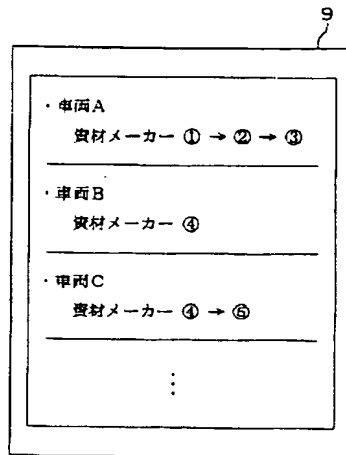 9
・車両A
資材メーカー ① → ② → ③
・車両B
資材メーカー ④
・車両C
資材メーカー ④ → ⑤
⋮